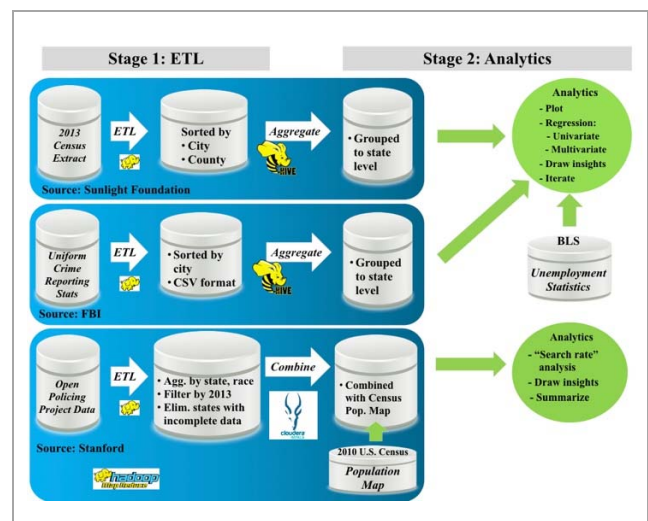 Stage 1: ETL
Stage 2: Analytics
2013
Census
Extract
ETL
Sorted by
• City
• County
Aggregate
HIVE
• Grouped
to state
level
Source: Sunlight Foundation
Analytics
- Plot
- Regression:
- Univariate
- Multivariate
- Draw insights
- Iterate
Uniform
Crime
Reporting
Stats
ETL
• Sorted by
city
• CSV format
Aggregate
HIVE
• Grouped
to state
level
Source: FBI
BLS
Unemployment
Statistics
Open
Policing
Project Data
ETL
• Agg. by state, race
• Filter by 2013
• Elim. states with
incomplete data
Combine
cloudera
• Combined
with Census
Pop. Map
Source: Stanford
2010 U.S. Census
Population
Map
hadoop
Map Reduce
Analytics
- “Search rate”
analysis
- Draw insights
- Summarize